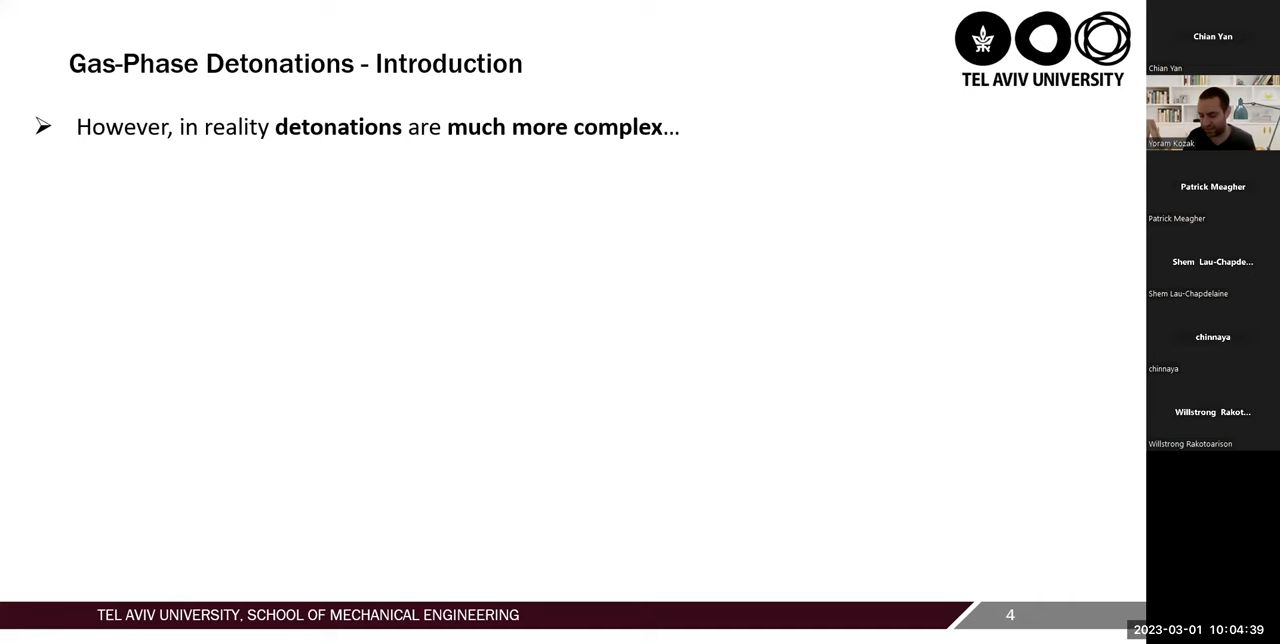 Gas-Phase Detonations - Introduction
TEL AVIV UNIVERSITY
However, in reality detonations are much more complex...
TEL AVIV UNIVERSITY, SCHOOL OF MECHANICAL ENGINEERING
4
Chian Yan
Chian Yan
Yoram Kozak
Patrick Meagher
Patrick Meagher
Shem Lau-Chapde...
Shem Lau-Chapdelaine
chinnaya
chinnaya
Willstrong Rakot...
Willstrong Rakotoarison
2023-03-01 10:04:39